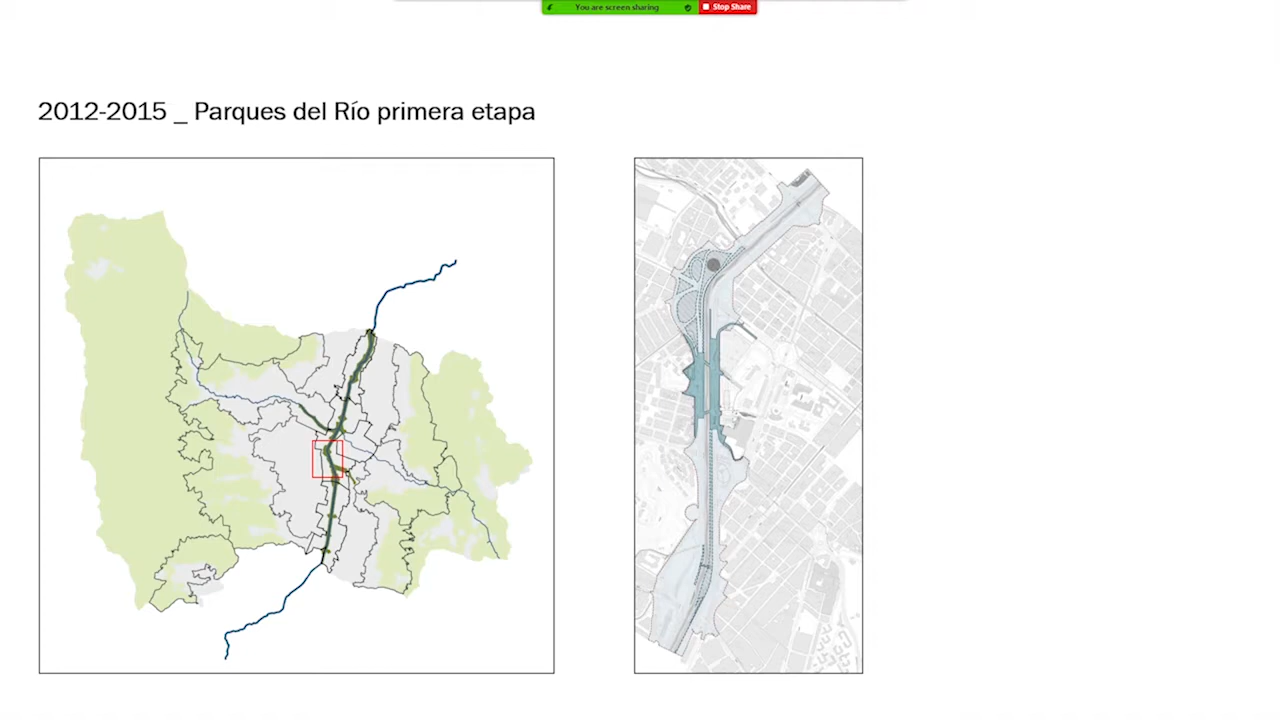 You are screen sharing
Stop Share
2012-2015 _ Parques del Río primera etapa